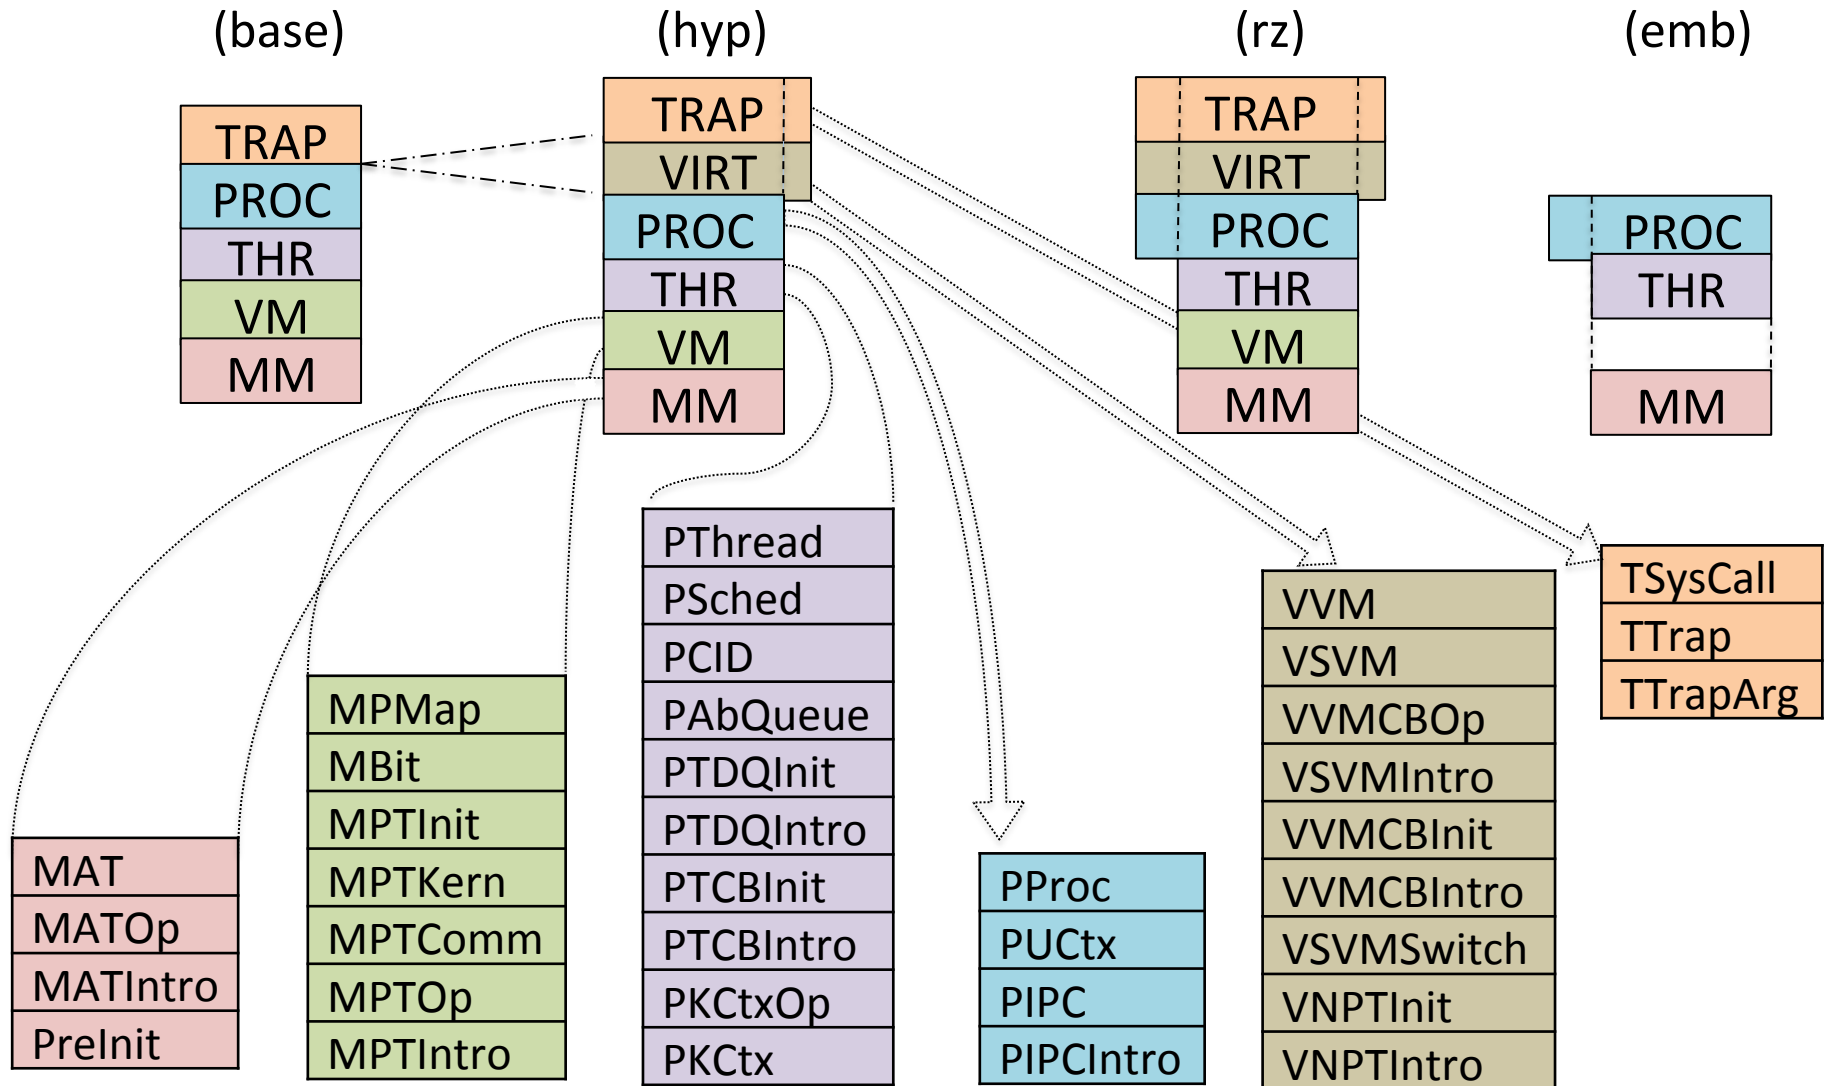 (base)
(hyp)
(rz)
(emb)
TRAP
PROC
THR
VM
MM
TRAP
VIRT
PROC
THR
VM
MM
TRAP
VIRT
PROC
THR
VM
MM
PROC
THR
MM
MAT
MATOp
MATIntro
PreInit
MPMap
MBit
MPTInit
MPTKern
MPTComm
MPTOp
MPTIntro
PThread
PSched
PCID
PAbQueue
PTDQInit
PTDQIntro
PTCBInit
PTCBIntro
PKCtxOp
PKCtx
PProc
PUCtx
PIPC
PIPCIntro
VVM
VSVM
VVMCBOp
VSVMIntro
VVMCBInit
VVMCBIntro
VSVMSwitch
VNPTInit
VNPTIntro
TSysCall
TTrap
TTrapArg